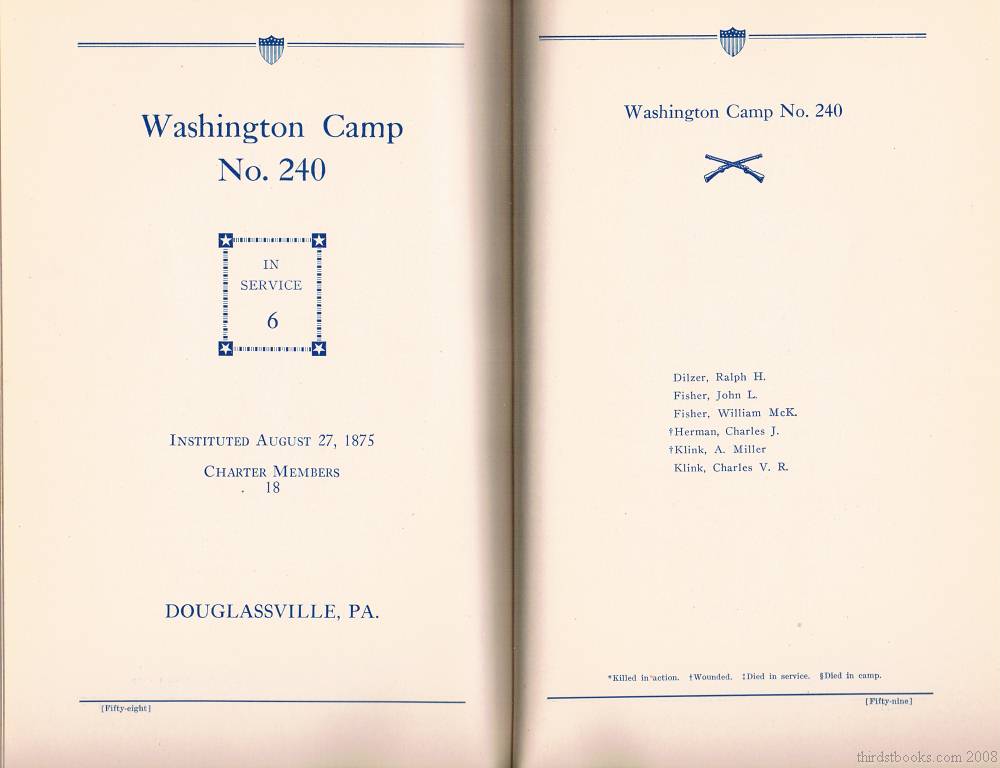 Washington Camp
No. 240
IN
SERVICE
6
INSTITUTED AUGUST 27, 1875
CHARTER MEMBERS
18
DOUGLASSVILLE, PA.
[Fifty-eight]
Washington Camp No. 240
Dilzer, Ralph H.
Fisher, John L.
Fisher, William McK.
†Herman, Charles J.
†Klink, A. Miller
Klink, Charles V. R.
*Killed in action. †Wounded. ‡Died in service. §Died in camp.
[Fifty-nine]
thirdstbooks.com 2008